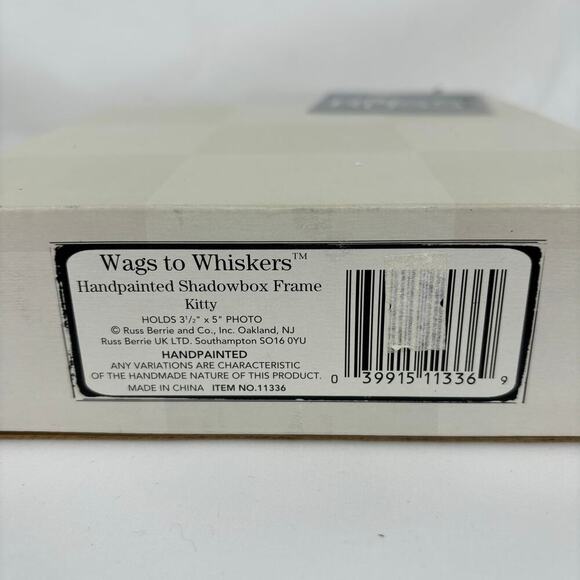 Wags to Whiskers™
Handpainted Shadowbox Frame
Kitty
HOLDS 3½" x 5" PHOTO
© Russ Berrie and Co., Inc. Oakland, NJ
Russ Berrie UK LTD. Southampton SO16 0YU
HANDPAINTED
ANY VARIATIONS ARE CHARACTERISTIC
OF THE HANDMADE NATURE OF THIS PRODUCT.
MADE IN CHINA ITEM NO.11336
0 39915 11336 9